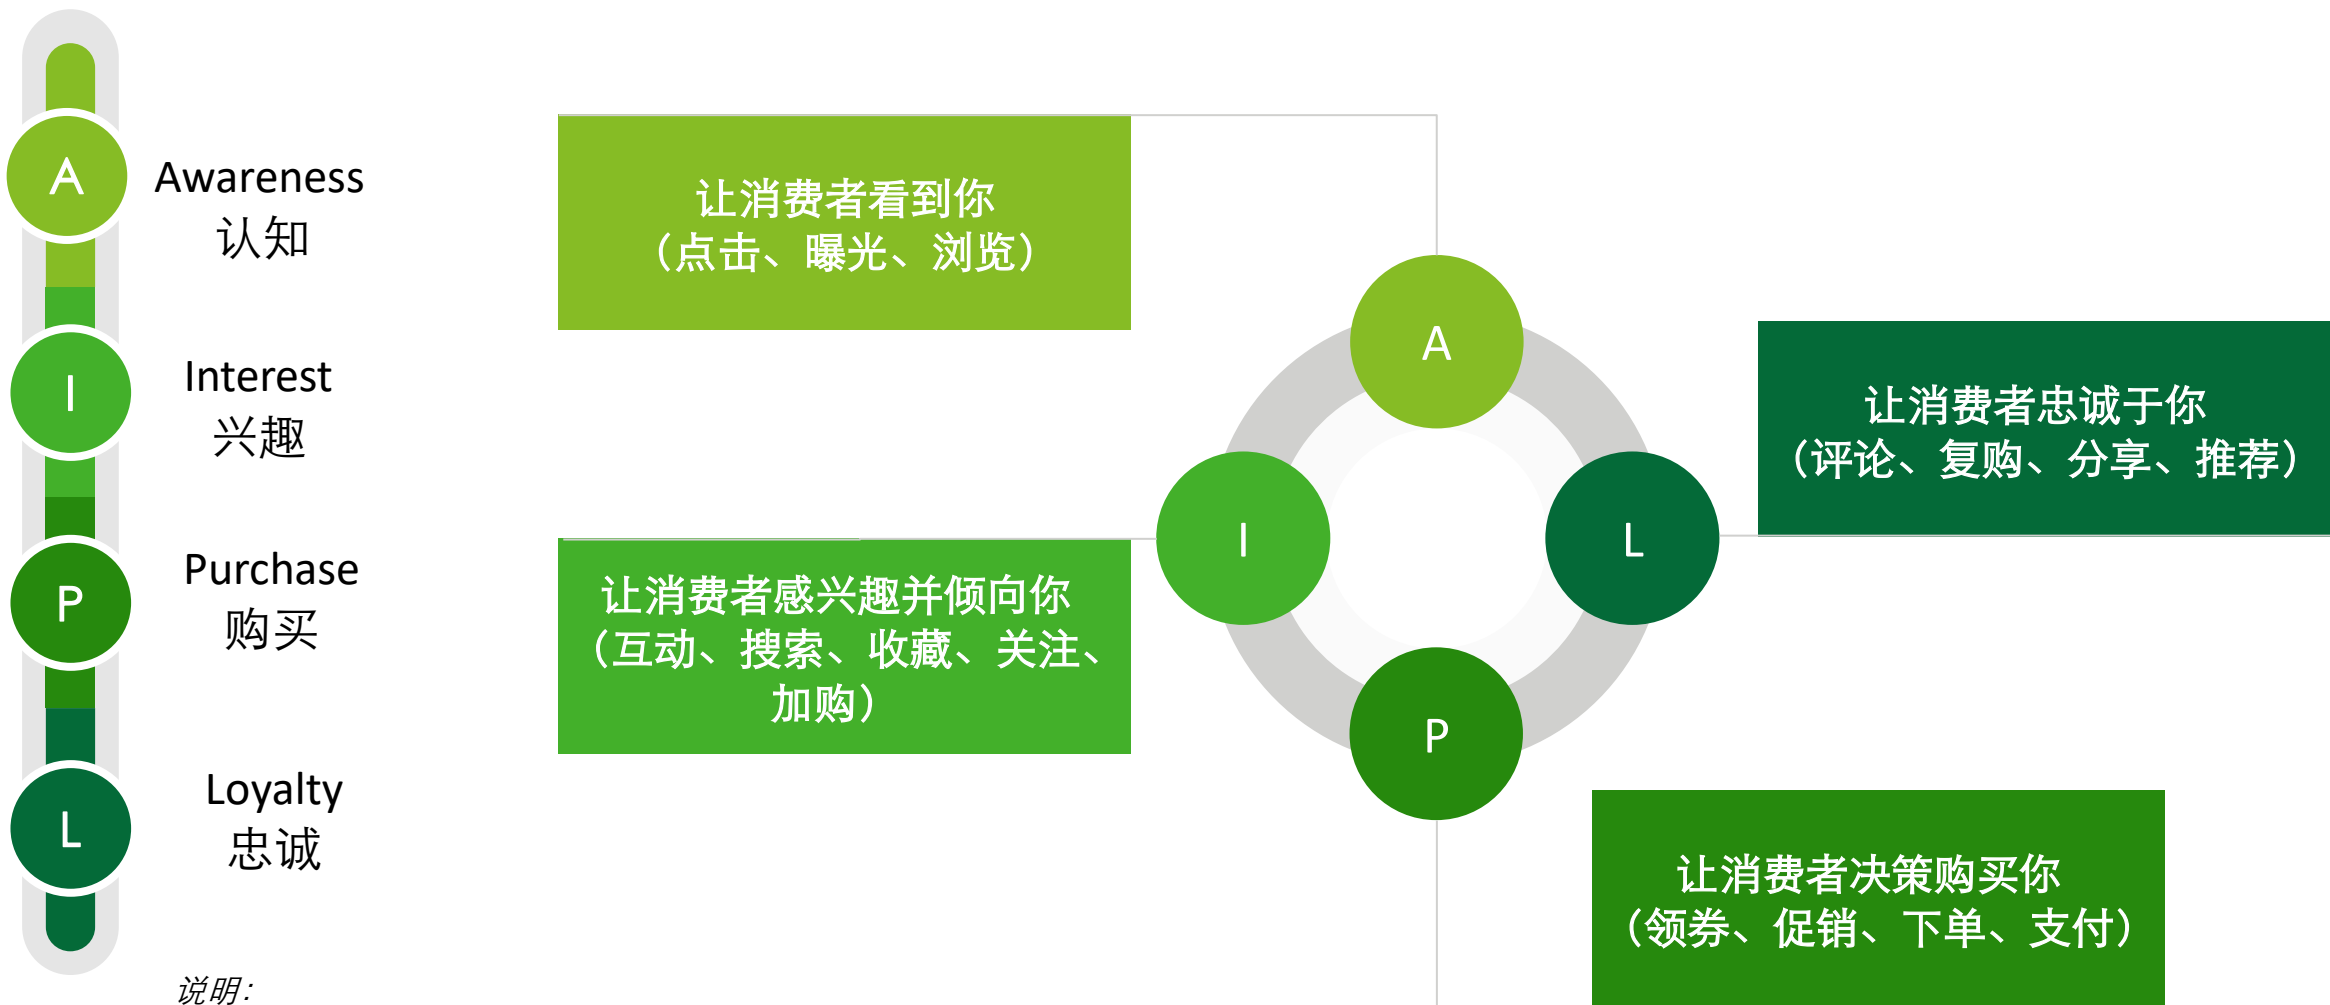 A
Awareness
认知
I
Interest
兴趣
P
Purchase
购买
L
Loyalty
忠诚
说明：
让消费者看到你
（点击、曝光、浏览）
让消费者感兴趣并倾向你
（互动、搜索、收藏、关注、
加购）
A
I
L
P
让消费者忠诚于你
（评论、复购、分享、推荐）
让消费者决策购买你
（领券、促销、下单、支付）